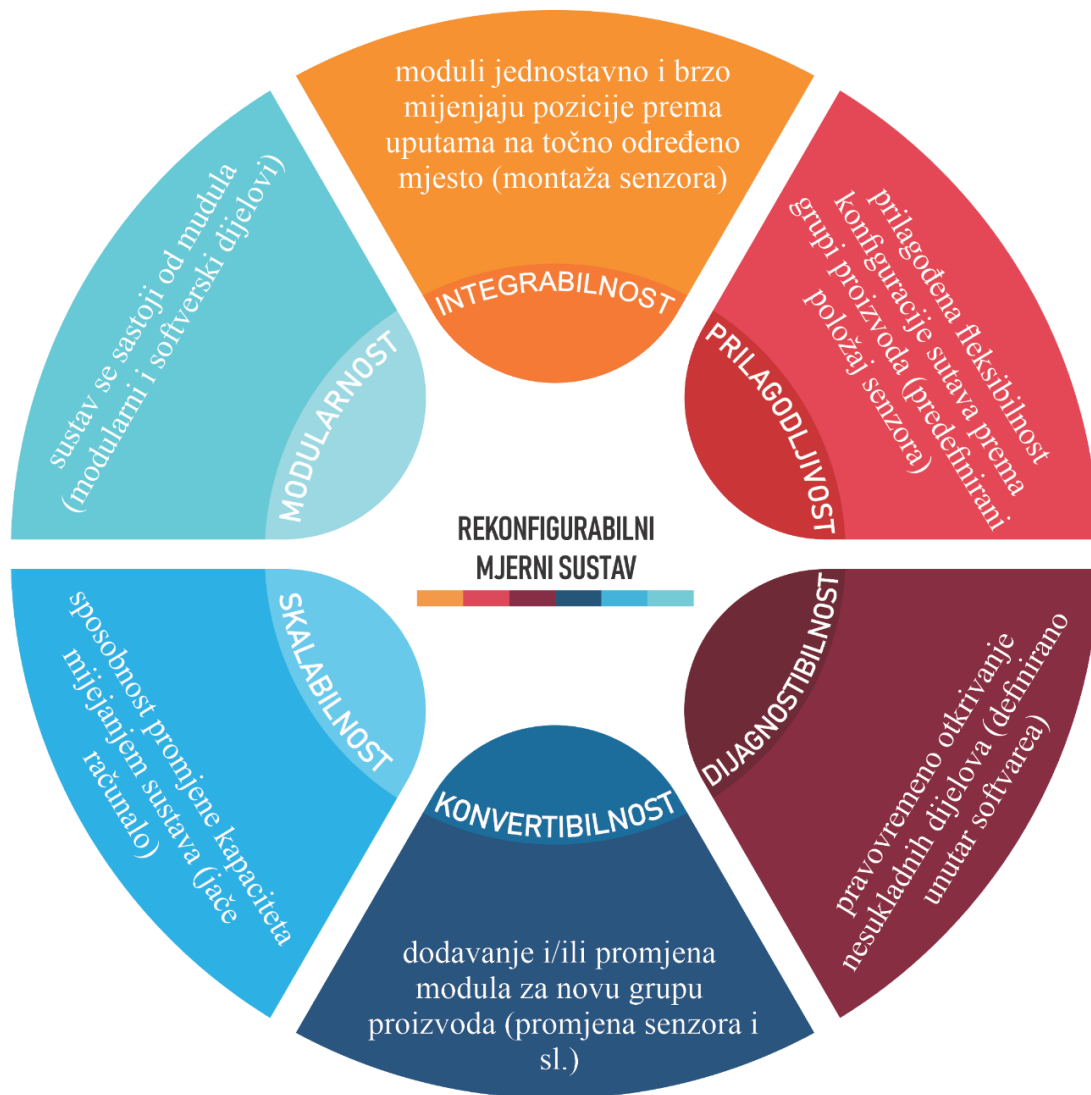 moduli jednostavno i brzo
mijenjaju pozicije prema
uputama na točno određeno
mjesto (montaža senzora)
INTEGRABILNOST
prilagođena fleksibilnost
konfiguracije sutava prema
grupi proizvoda (predefinirani
položaj senzora)
PRILAGODLJIVOST
pravovremeno otkrivanje
nesukladnih dijelova (definirano
unutar softwarea)
DIJAGNOSTIBILNOST
KONVERTIBILNOST
dodavanje i/ili promjena
modula za novu grupu
proizvoda (promjena senzora i
sl.)
SKALABILNOST
sposobnost promjene kapaciteta
mijejanjem sustava (jače
računalo)
sustav se sastoji od mudula
(modularni i softverski dijelovi)
MODULARNOST
REKONFIGURABILNI
MJERNI SUSTAV